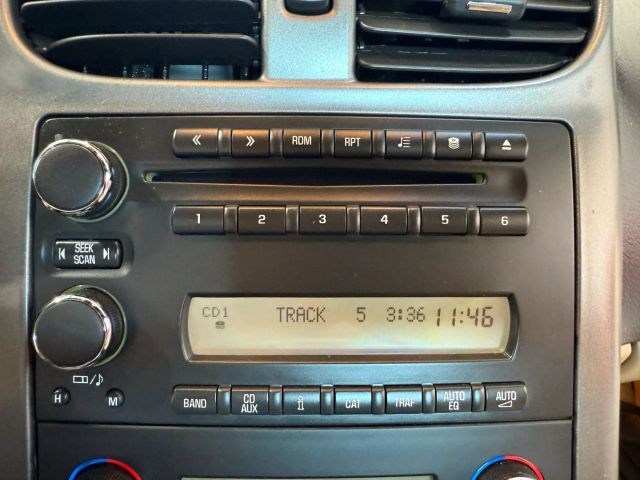 « » RDM RPT
1 2 3 4 5 6
SEEK
SCAN
CD1 TRACK 5 3:36 11:46
H M
BAND CD AUX i CAT TRAF AUTO EQ AUTO